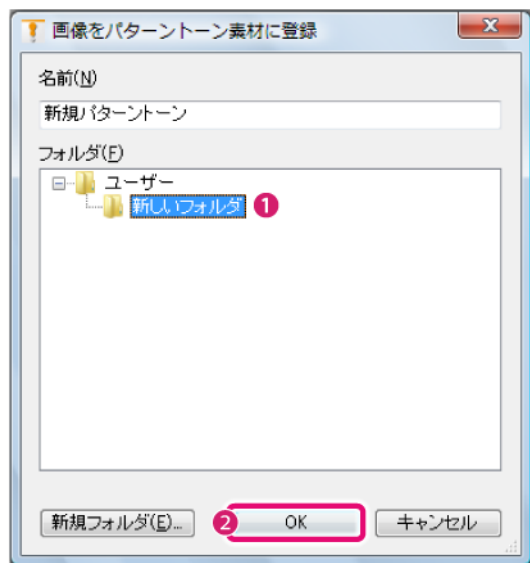 画像をパターントーン素材に登録
名前(N)
新規パターントーン
フォルダ(F)
ユーザー
新しいフォルダ 1
新規フォルダ(E)... 2 OK キャンセル